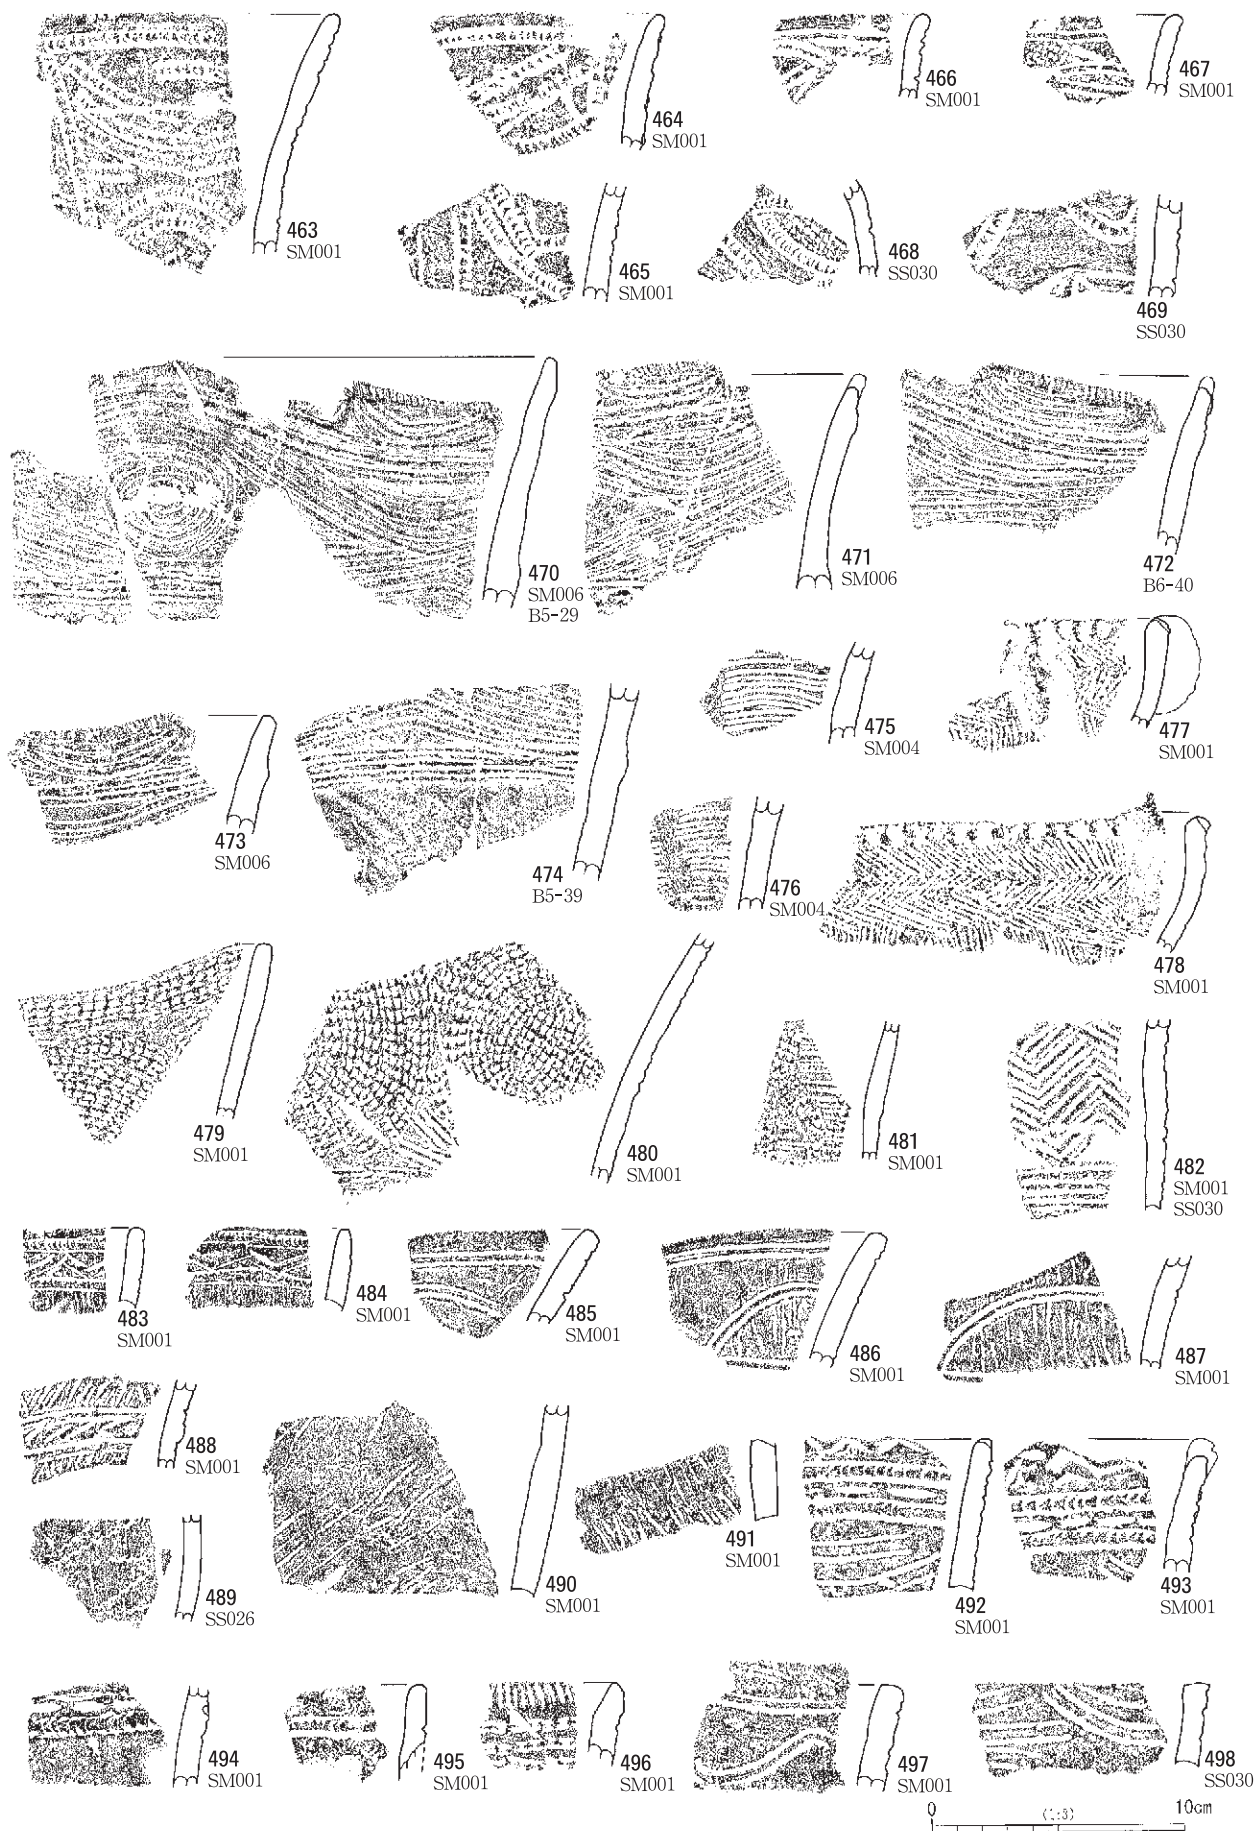 463
SM001
464
SM001
466
SM001
467
SM001
465
SM001
468
SS030
469
SS030
470
SM006
B5-29
471
SM006
472
B6-40
473
SM006
474
B5-39
475
SM004
477
SM001
476
SM004
478
SM001
479
SM001
480
SM001
481
SM001
482
SM001
SS030
483
SM001
484
SM001
485
SM001
486
SM001
487
SM001
488
SM001
489
SS026
490
SM001
491
SM001
492
SM001
493
SM001
494
SM001
495
SM001
496
SM001
497
SM001
498
SS030
0 (1:3) 10cm